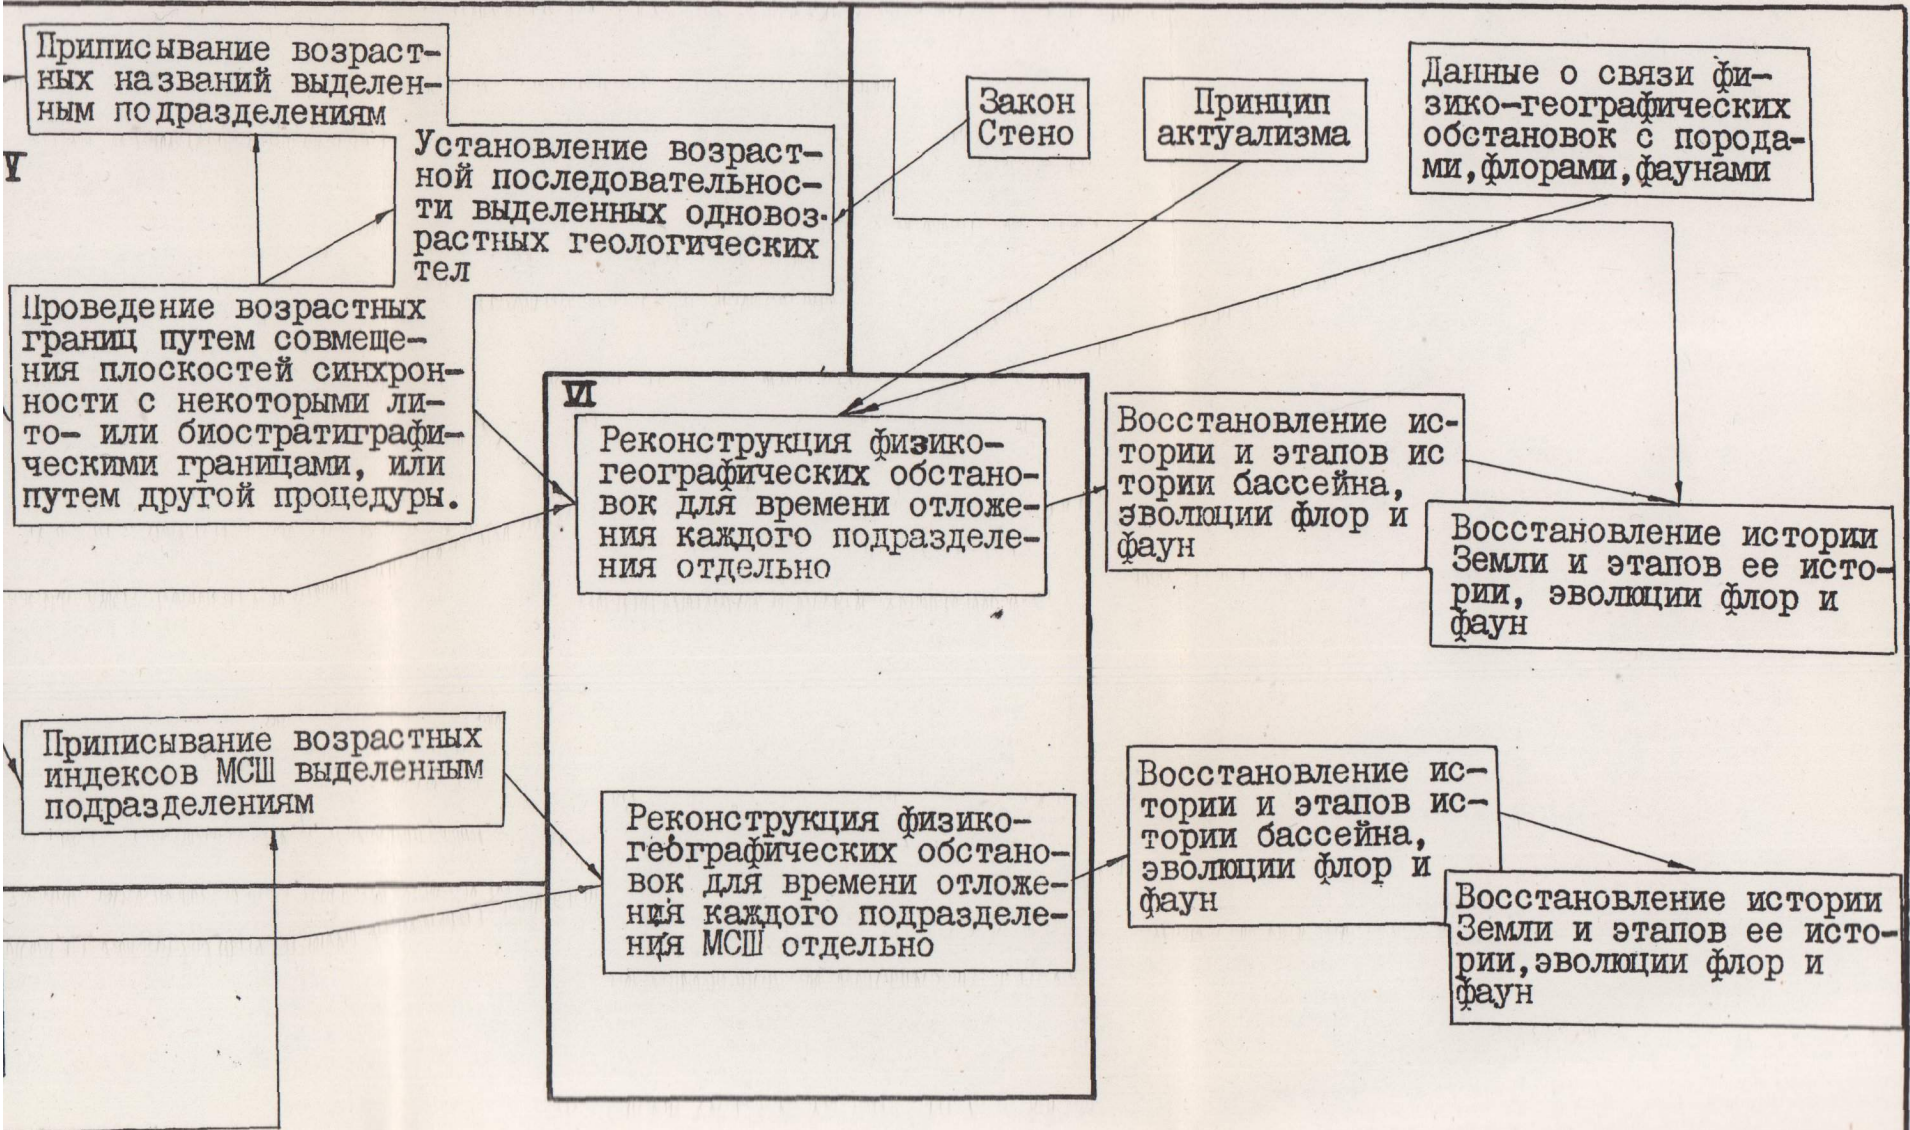 Приписывание возраст-
ных названий выделен-
ным подразделениям
V
Установление возраст-
ной последовательнос-
ти выделенных одновоз-
растных геологических
тел
Закон
Стено
Принцип
актуализма
Данные о связи фи-
зико-географических
обстановок с порода-
ми, флорами, фаунами
Проведение возрастных
границ путем совмеще-
ния плоскостей синхрон-
ности с некоторыми ли-
то- или биостратиграфи-
ческими границами, или
путем другой процедуры.
VI
Реконструкция физико-
географических обстано-
вок для времени отложе-
ния каждого подразделе-
ния отдельно
Восстановление ис-
тории и этапов ис
тории бассейна,
эволюции флор и
фаун
Восстановление истории
Земли и этапов ее исто-
рии, эволюции флор и
фаун
Приписывание возрастных
индексов МСШ выделенным
подразделениям
Реконструкция физико-
географических обстано-
вок для времени отложе-
ния каждого подразделе-
ния МСШ отдельно
Восстановление ис-
тории и этапов ис-
тории бассейна,
эволюции флор и
фаун
Восстановление истории
Земли и этапов ее исто-
рии, эволюции флор и
фаун